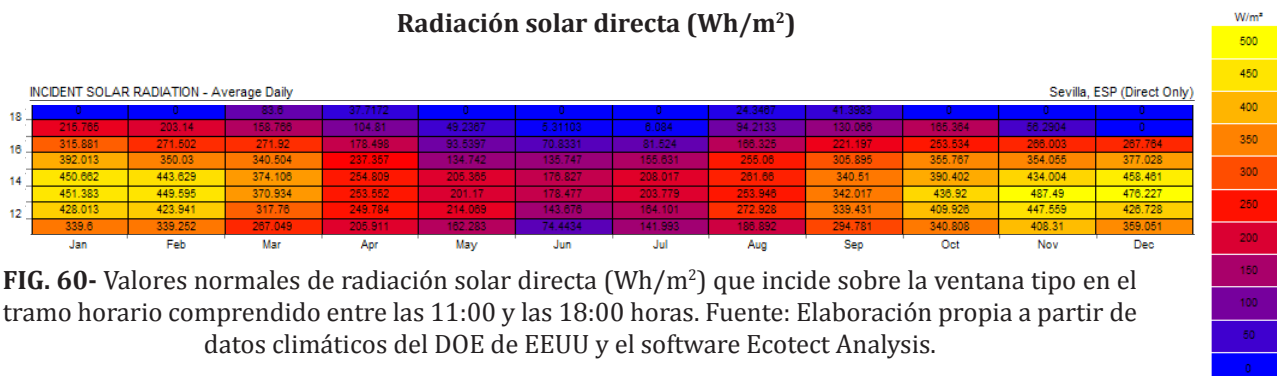 Radiación solar directa (Wh/m²)
W/m²
500
450
400
350
300
250
200
150
100
50
0
INCIDENT SOLAR RADIATION - Average Daily
Sevilla, ESP (Direct Only)
18 0 0 83.6 37.7172 0 0 0 24.3467 41.3983 0 0 0
215.765 203.14 158.766 104.81 49.2367 5.31103 5.084 94.2133 130.066 165.364 66.2904 0
16 315.881 271.502 271.92 178.498 93.5397 70.8331 81.524 166.325 221.197 253.534 266.003 267.764
392.013 350.03 340.504 237.357 134.742 135.747 155.631 255.06 305.895 355.767 354.055 377.028
14 450.662 443.629 374.106 254.809 205.365 176.827 208.017 261.66 340.51 390.402 434.004 458.461
451.383 449.595 370.934 253.552 201.17 178.477 203.779 253.946 342.017 436.92 487.49 476.227
12 428.013 423.941 317.76 249.784 214.069 143.676 164.101 272.928 339.431 409.926 447.559 426.728
339.6 339.252 267.049 205.911 162.283 74.4434 141.993 186.892 294.781 340.808 408.31 359.051
Jan Feb Mar Apr May Jun Jul Aug Sep Oct Nov Dec
FIG. 60- Valores normales de radiación solar directa (Wh/m²) que incide sobre la ventana tipo en el
tramo horario comprendido entre las 11:00 y las 18:00 horas. Fuente: Elaboración propia a partir de
datos climáticos del DOE de EEUU y el software Ecotect Analysis.